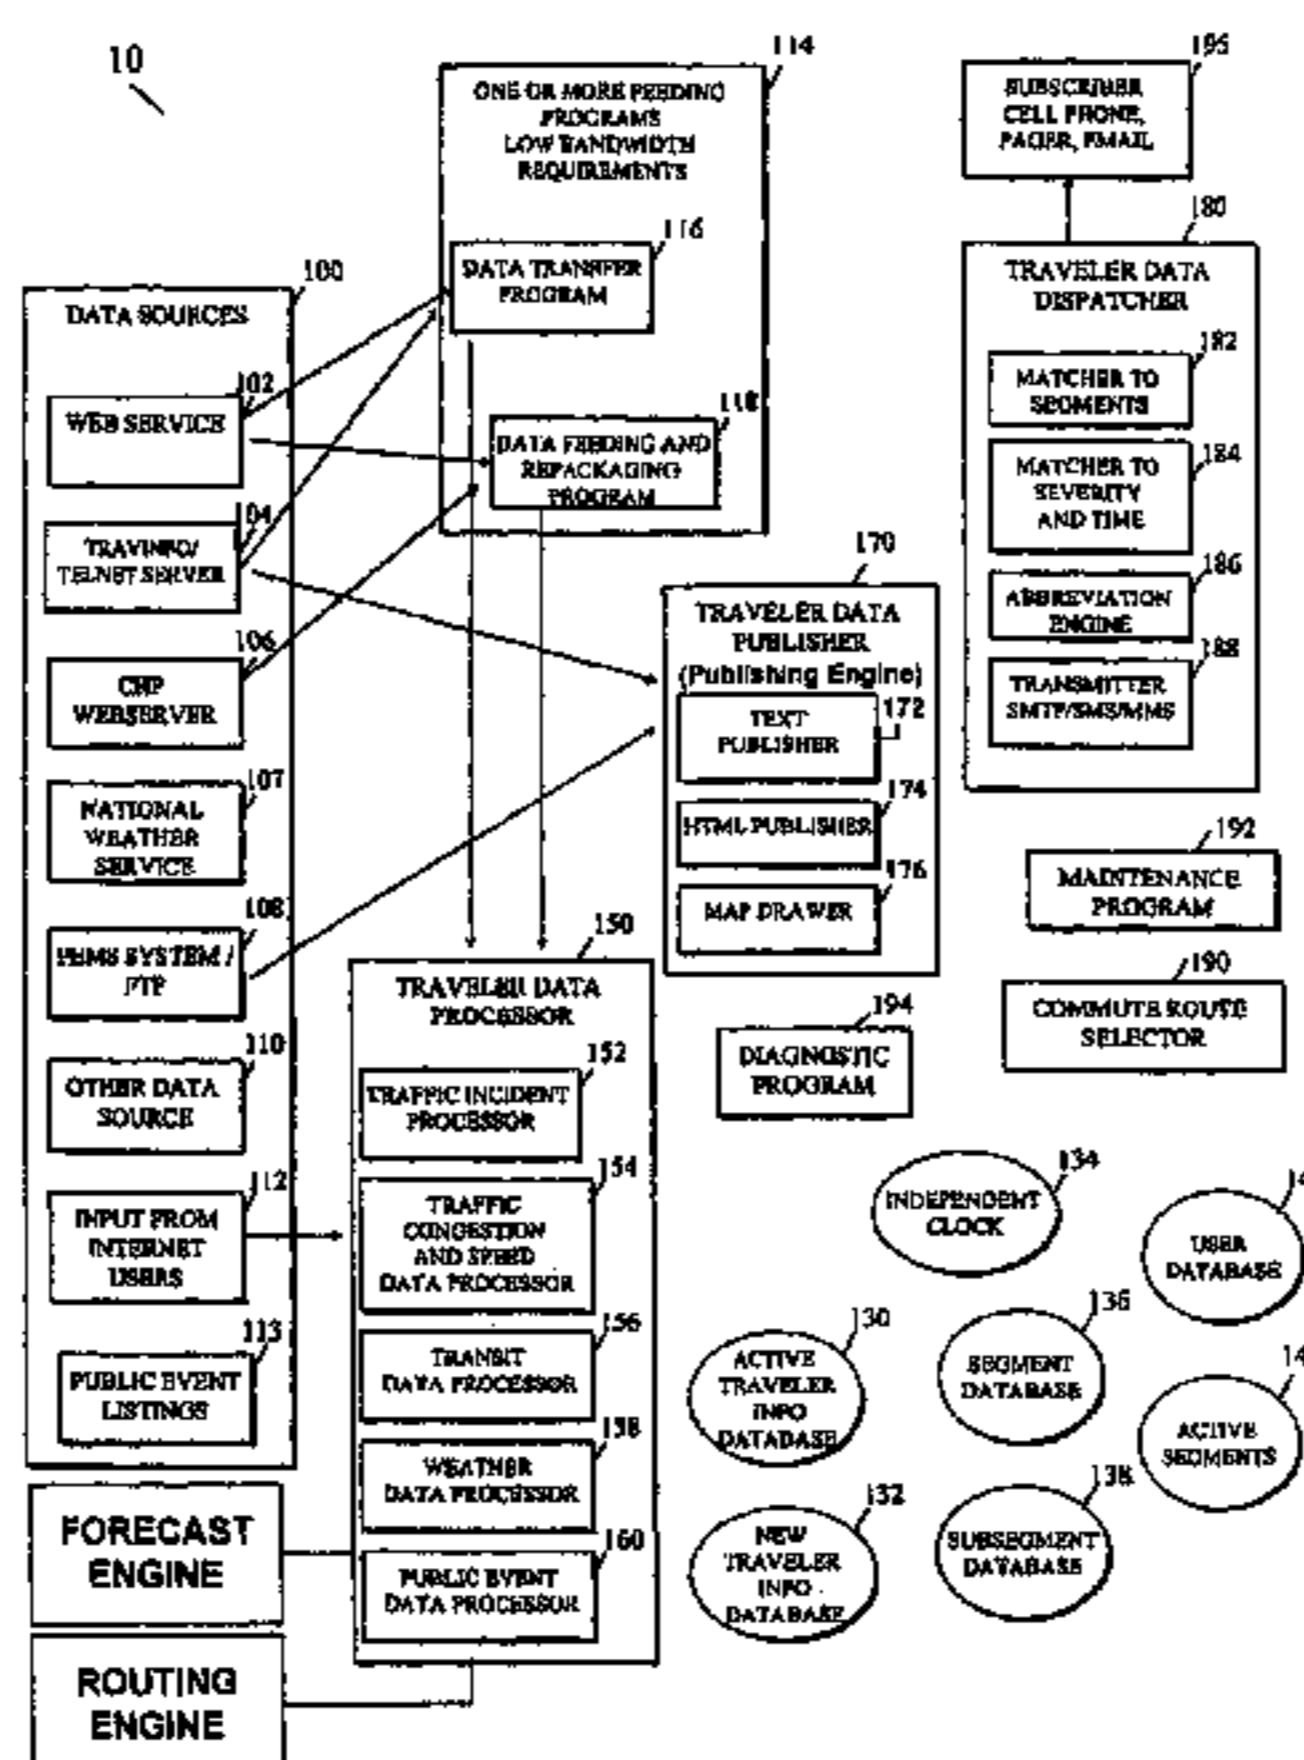 10
114
ONE OR MORE FEEDING
PROGRAMS
LOW BANDWIDTH
REQUIREMENTS
116
DATA TRANSFER
PROGRAM
118
DATA FEEDING AND
REPACKAGING
PROGRAM
100
DATA SOURCES
102
WEB SERVICE
104
TRAVINFO/
TELNET SERVER
106
CHP
WEBSERVER
107
NATIONAL
WEATHER
SERVICE
108
PEMS SYSTEM /
FTP
110
OTHER DATA
SOURCE
112
INPUT FROM
INTERNET
USERS
113
PUBLIC EVENT
LISTINGS
FORECAST
ENGINE
ROUTING
ENGINE
150
TRAVELER DATA
PROCESSOR
152
TRAFFIC INCIDENT
PROCESSOR
154
TRAFFIC
CONGESTION
AND SPEED
DATA PROCESSOR
156
TRANSIT
DATA PROCESSOR
158
WEATHER
DATA PROCESSOR
160
PUBLIC EVENT
DATA PROCESSOR
170
TRAVELER DATA
PUBLISHER
(Publishing Engine)
172
TEXT
PUBLISHER
174
HTML PUBLISHER
176
MAP DRAWER
195
SUBSCRIBER
CELL PHONE,
PAGER, EMAIL
180
TRAVELER DATA
DISPATCHER
182
MATCHER TO
SEGMENTS
184
MATCHER TO
SEVERITY
AND TIME
186
ABBREVIATION
ENGINE
188
TRANSMITTER
SMTP/SMS/MMS
192
MAINTENANCE
PROGRAM
190
COMMUTE ROUTE
SELECTOR
194
DIAGNOSTIC
PROGRAM
134
INDEPENDENT
CLOCK
14
USER
DATABASE
130
ACTIVE
TRAVELER
INFO
DATABASE
136
SEGMENT
DATABASE
14
ACTIVE
SEGMENTS
132
NEW
TRAVELER
INFO
DATABASE
138
SUBSEGMENT
DATABASE